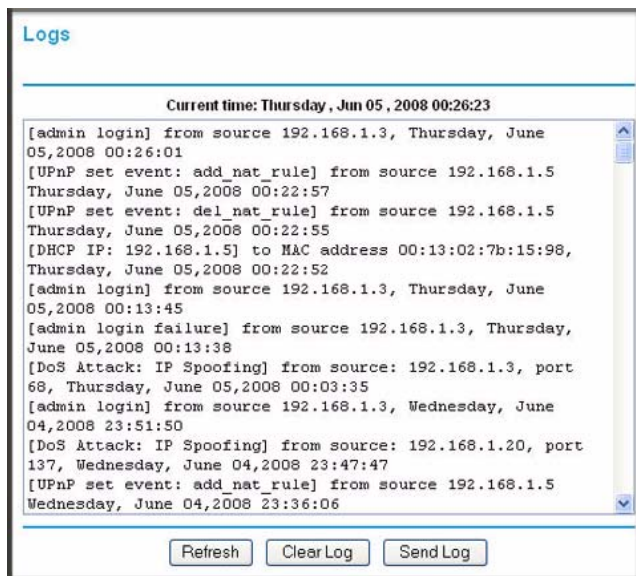 Logs
Current time: Thursday , Jun 05 , 2008 00:26:23
[admin login] from source 192.168.1.3, Thursday, June
05,2008 00:26:01
[UPnP set event: add_nat_rule] from source 192.168.1.5
Thursday, June 05,2008 00:22:57
[UPnP set event: del_nat_rule] from source 192.168.1.5
Thursday, June 05,2008 00:22:55
[DHCP IP: 192.168.1.5] to MAC address 00:13:02:7b:15:98,
Thursday, June 05,2008 00:22:52
[admin login] from source 192.168.1.3, Thursday, June
05,2008 00:13:45
[admin login failure] from source 192.168.1.3, Thursday,
June 05,2008 00:13:38
[DoS Attack: IP Spoofing] from source: 192.168.1.3, port
68, Thursday, June 05,2008 00:03:35
[admin login] from source 192.168.1.3, Wednesday, June
04,2008 23:51:50
[DoS Attack: IP Spoofing] from source: 192.168.1.20, port
137, Wednesday, June 04,2008 23:47:47
[UPnP set event: add_nat_rule] from source 192.168.1.5
Wednesday, June 04,2008 23:36:06
Refresh Clear Log Send Log